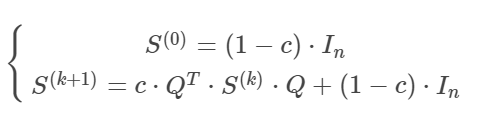 S^{(0)} = (1 − c) · I_n
S^{(k+1)} = c · Q^T · S^{(k)} · Q + (1 − c) · I_n